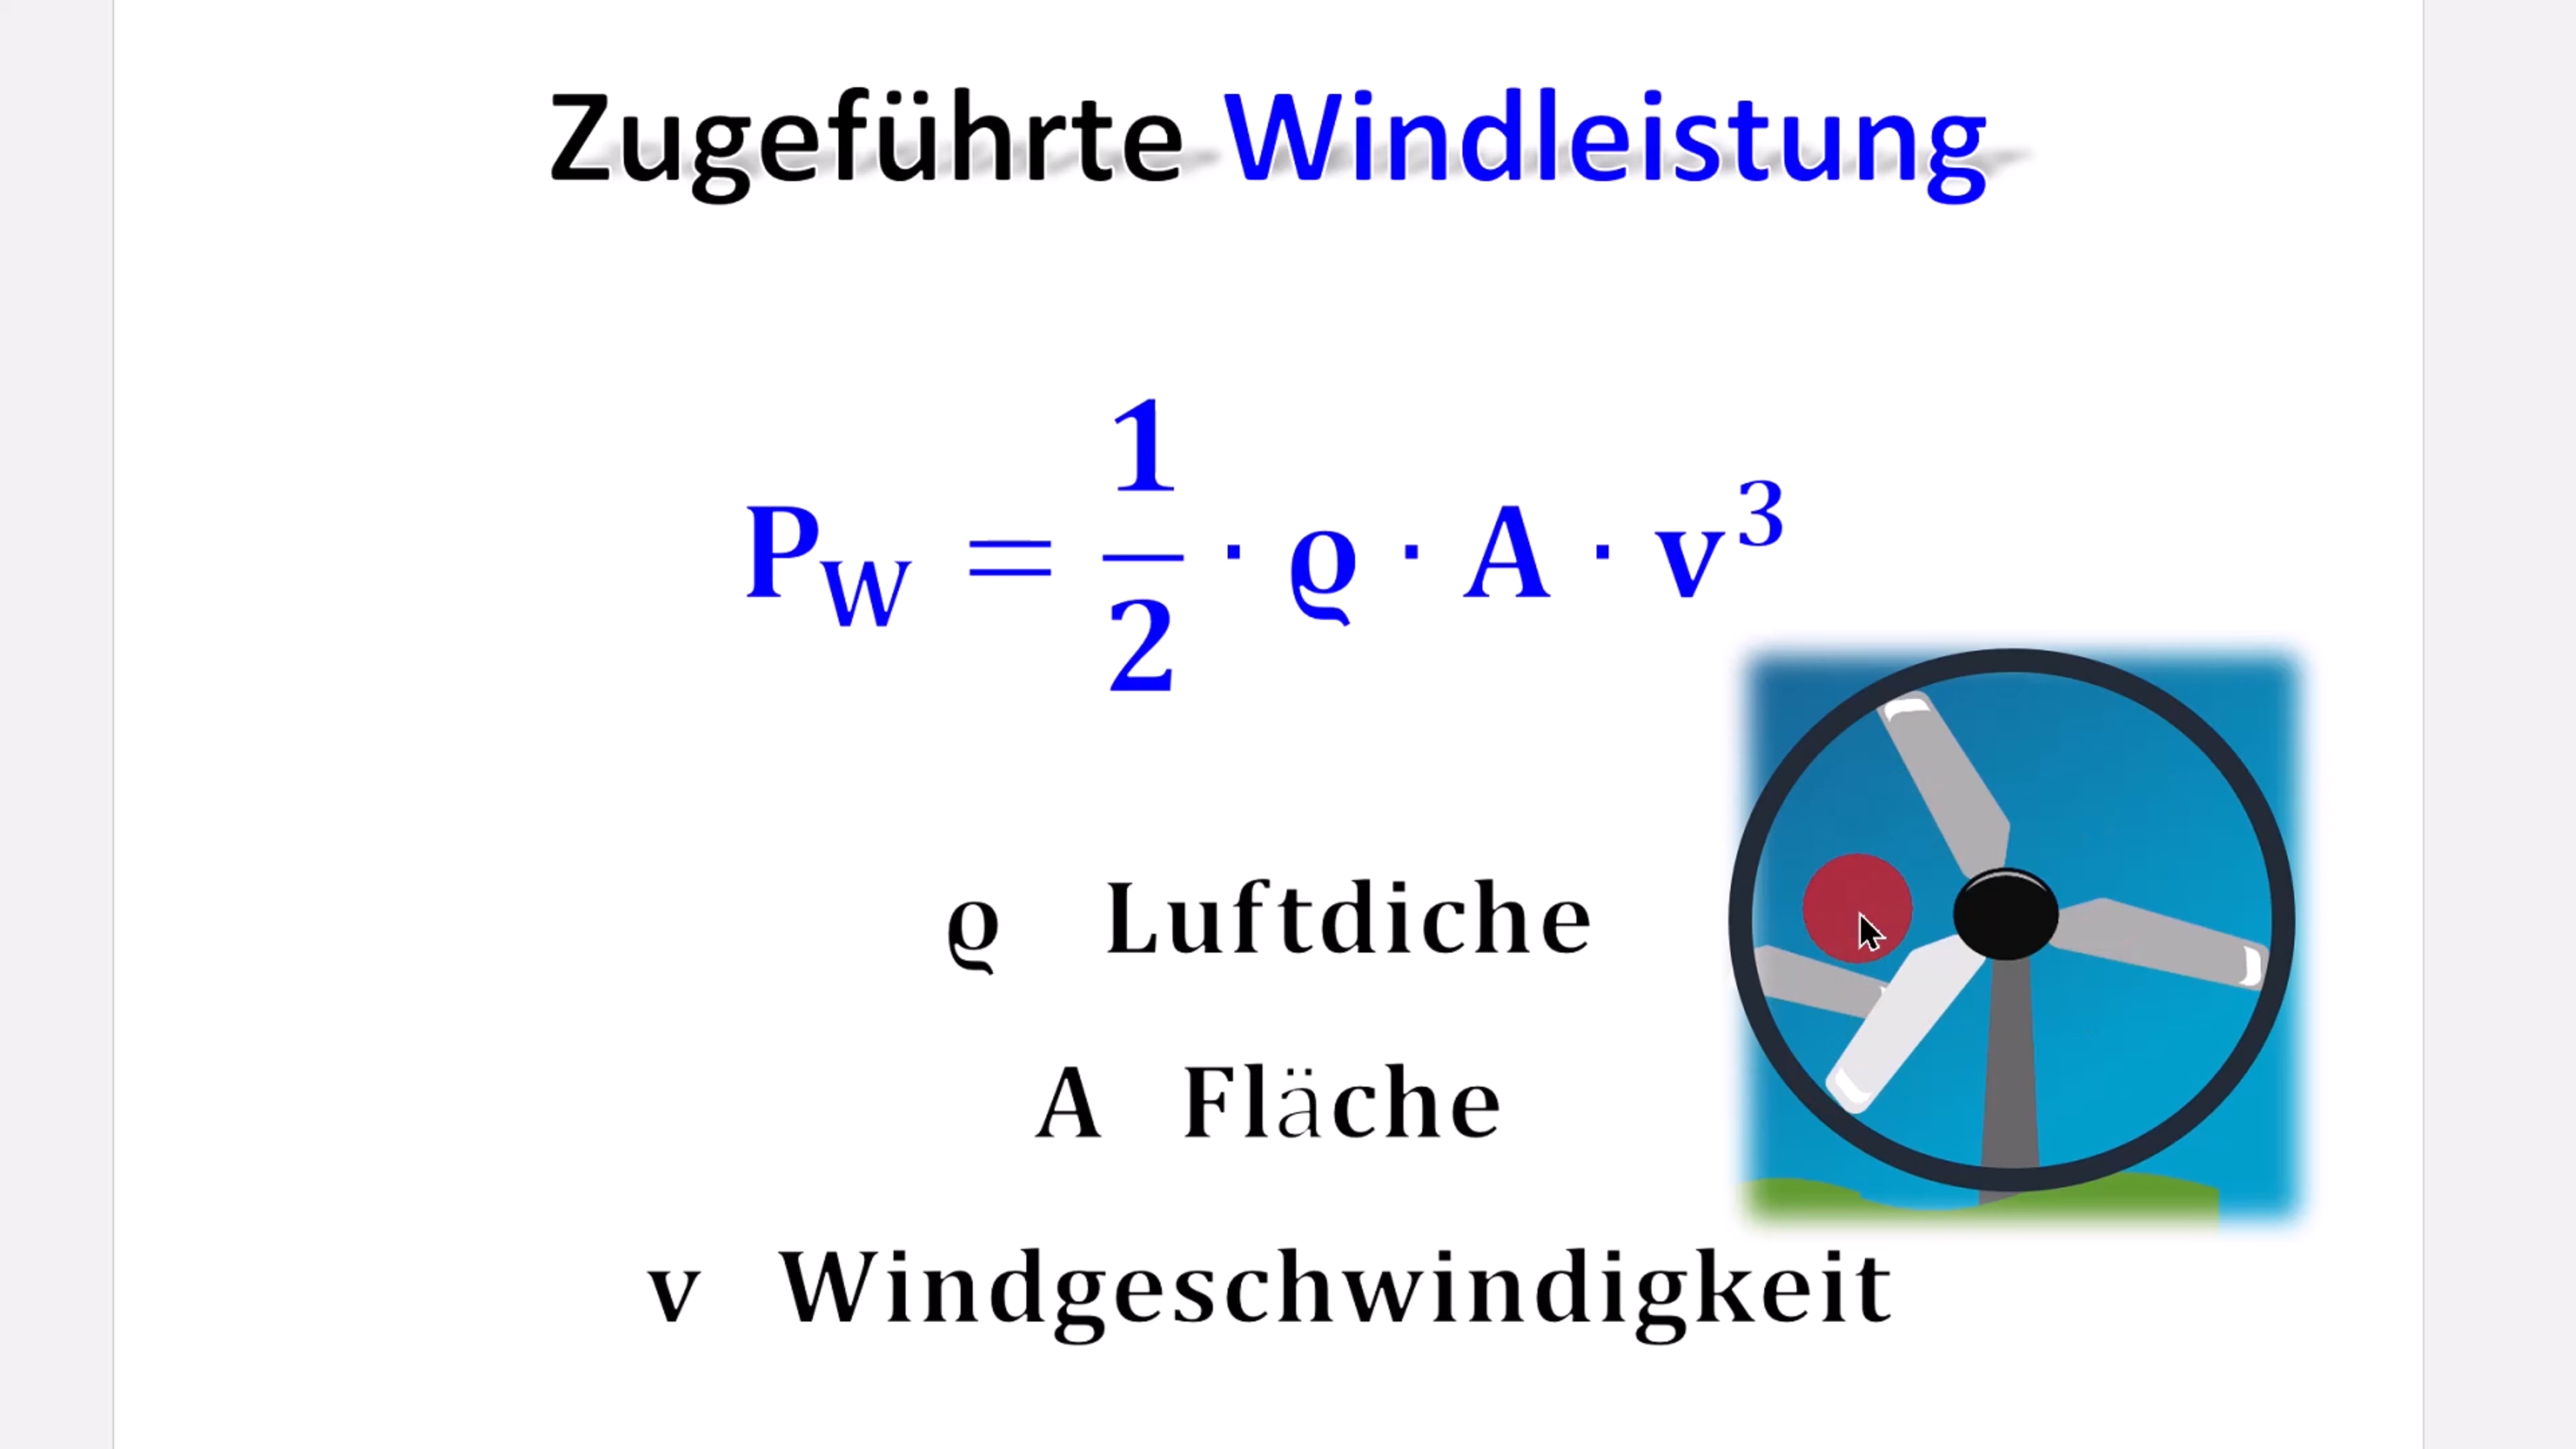 Zugeführte Windleistung
P_W = 1/2 · ϱ · A · v³
ϱ Luftdiche
A Fläche
v Windgeschwindigkeit